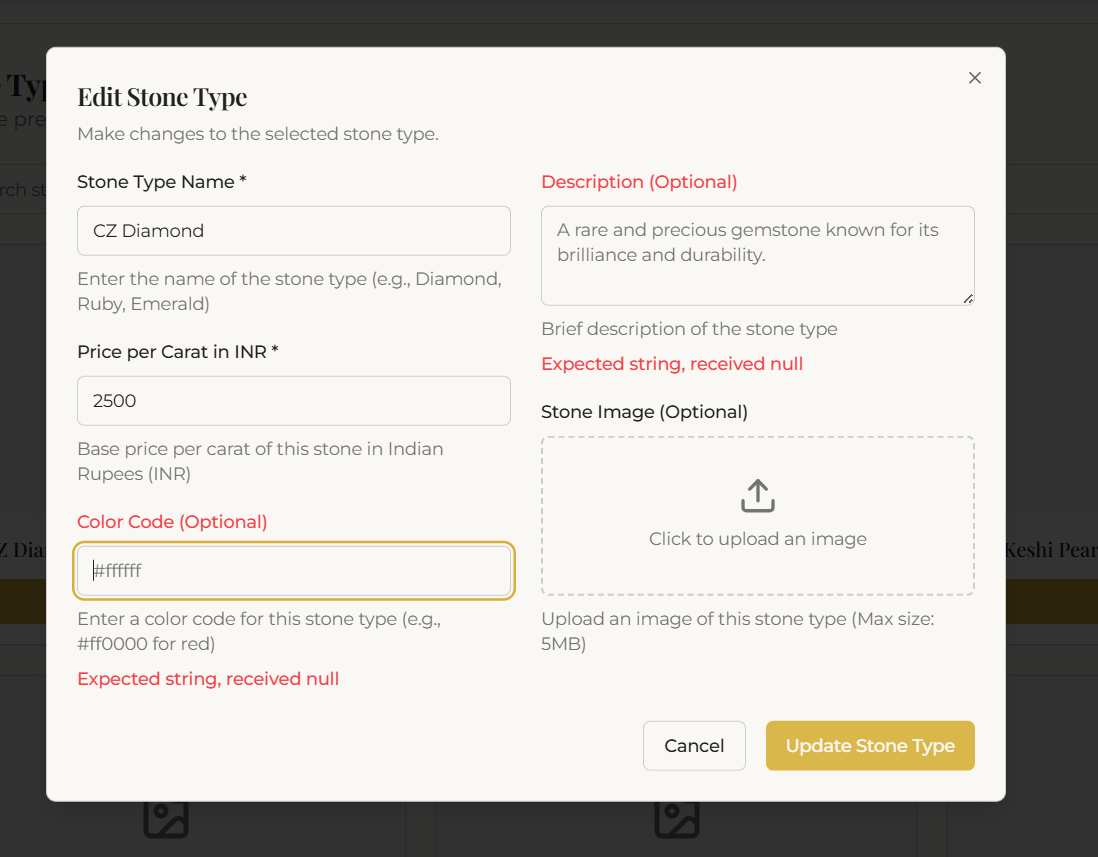 Edit Stone Type
Make changes to the selected stone type.
Stone Type Name *
CZ Diamond
Enter the name of the stone type (e.g., Diamond,
Ruby, Emerald)
Price per Carat in INR *
2500
Base price per carat of this stone in Indian
Rupees (INR)
Color Code (Optional)
#ffffff
Enter a color code for this stone type (e.g.,
#ff0000 for red)
Expected string, received null
Description (Optional)
A rare and precious gemstone known for its
brilliance and durability.
Brief description of the stone type
Expected string, received null
Stone Image (Optional)
Click to upload an image
Upload an image of this stone type (Max size:
5MB)
Cancel
Update Stone Type
Keshi Pear